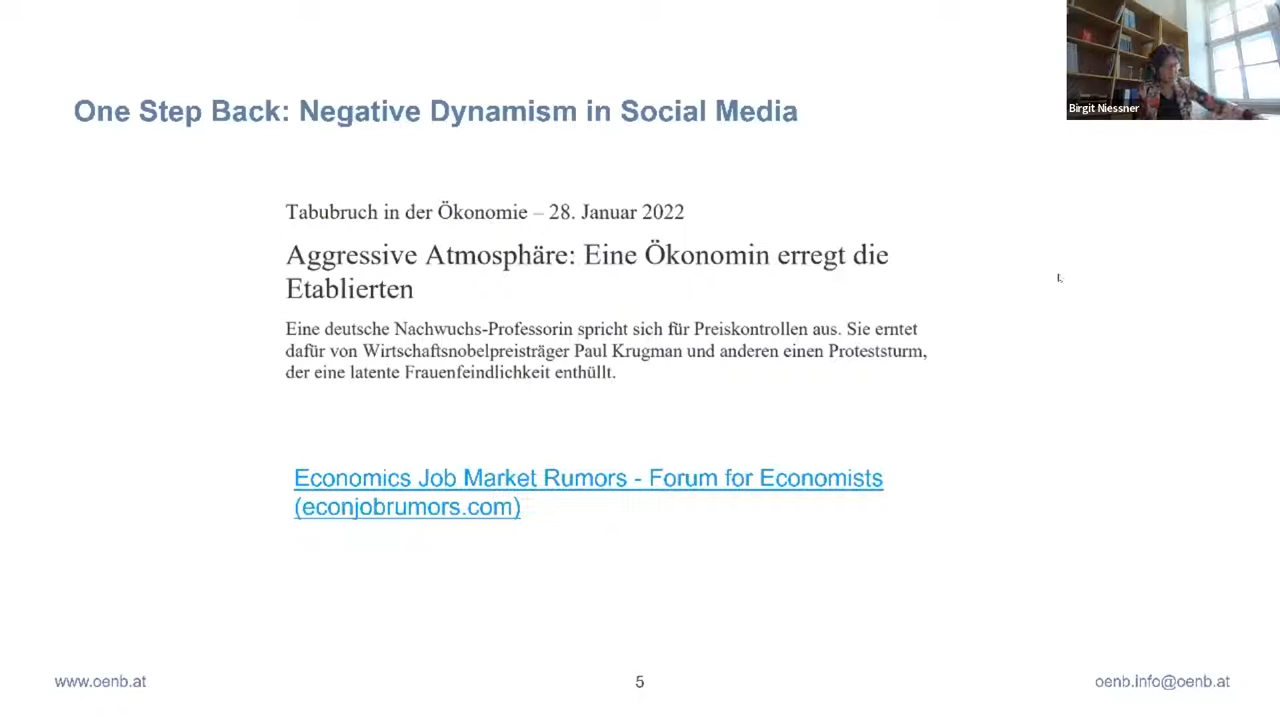 Birgit Niessner
One Step Back: Negative Dynamism in Social Media
Tabubruch in der Ökonomie – 28. Januar 2022
Aggressive Atmosphäre: Eine Ökonomin erregt die
Etablierten
Eine deutsche Nachwuchs-Professorin spricht sich für Preiskontrollen aus. Sie erntet
dafür von Wirtschaftsnobelpreisträger Paul Krugman und anderen einen Proteststurm,
der eine latente Frauenfeindlichkeit enthüllt.
Economics Job Market Rumors - Forum for Economists
(econjobrumors.com)
www.oenb.at
5
oenb.info@oenb.at